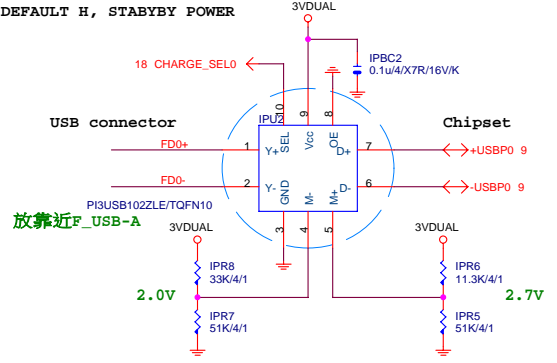 DEFAULT H, STABYBY POWER
3VDUAL
18 CHARGE_SEL0
IPBC2
0.1u/4/X7R/16V/K
IPU2
10
9
8
USB connector
Chipset
SEL
Vcc
OE
FD0+
1
Y+
D+
7
+USBP0 9
FD0-
2
Y-
D-
6
-USBP0 9
GND
M-
M+
PI3USB102ZLE/TQFN10
3
4
5
放靠近F_USB-A
3VDUAL
3VDUAL
IPR8
33K/4/1
IPR6
11.3K/4/1
2.0V
2.7V
IPR7
51K/4/1
IPR5
51K/4/1